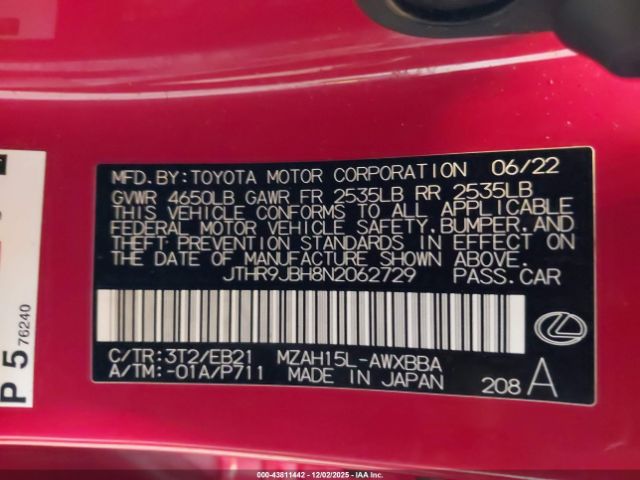 MFD.BY:TOYOTA MOTOR CORPORATION 06/22
GVWR 4650LB GAWR FR 2535LB RR 2535LB
THIS VEHICLE CONFORMS TO ALL APPLICABLE
FEDERAL MOTOR VEHICLE SAFETY,BUMPER,AND
THEFT PREVENTION STANDARDS IN EFFECT ON
THE DATE OF MANUFACTURE SHOWN ABOVE.
JTHR9JBH8N2062729 PASS.CAR
C/TR:3T2/EB21 MZAH15L-AWXBBA
A/TM:-01A/P711 MADE IN JAPAN 208 A
P 5 76240
000-43811442 - 12/02/2025 - IAA Holdings, LLC